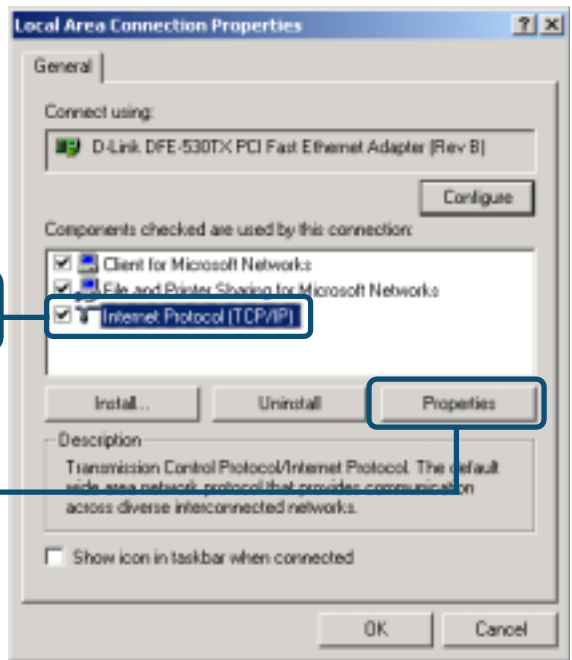 Local Area Connection Properties
General
Connect using:
D-Link DFE-530TX PCI Fast Ethernet Adapter (Rev B)
Configure
Components checked are used by this connection:
Client for Microsoft Networks
File and Printer Sharing for Microsoft Networks
Internet Protocol (TCP/IP)
Install...
Uninstall
Properties
Description
Transmission Control Protocol/Internet Protocol. The default
wide area network protocol that provides communication
across diverse interconnected networks.
Show icon in taskbar when connected
OK
Cancel